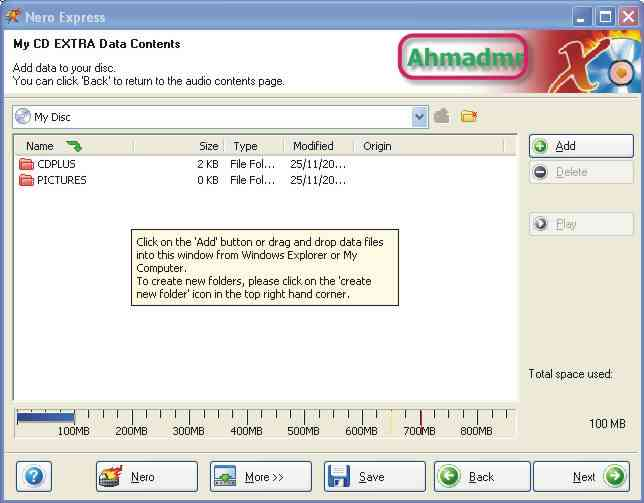 Nero Express
My CD EXTRA Data Contents
Add data to your disc.
You can click 'Back' to return to the audio contents page.
Ahmadmr
My Disc
Name Size Type Modified Origin
CDPLUS 2 KB File Fol... 25/11/20...
PICTURES 0 KB File Fol... 25/11/20...
Add
Delete
Play
Click on the 'Add' button or drag and drop data files
into this window from Windows Explorer or My
Computer.
To create new folders, please click on the 'create
new folder' icon in the top right hand corner.
Total space used:
100 MB
100MB 200MB 300MB 400MB 500MB 600MB 700MB 800MB
Nero
More >>
Save
Back
Next